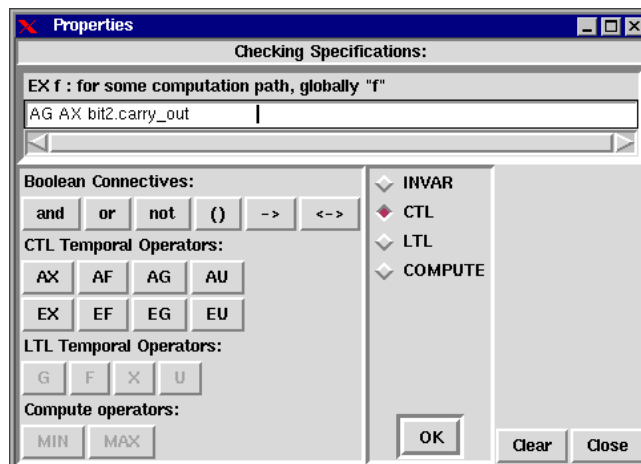 Properties
Checking Specifications:
EX f : for some computation path, globally "f"
AG AX bit2.carry_out
Boolean Connectives:
and or not () -> <->
CTL Temporal Operators:
AX AF AG AU
EX EF EG EU
LTL Temporal Operators:
G F X U
Compute operators:
MIN MAX
INVAR
CTL
LTL
COMPUTE
OK
Clear Close